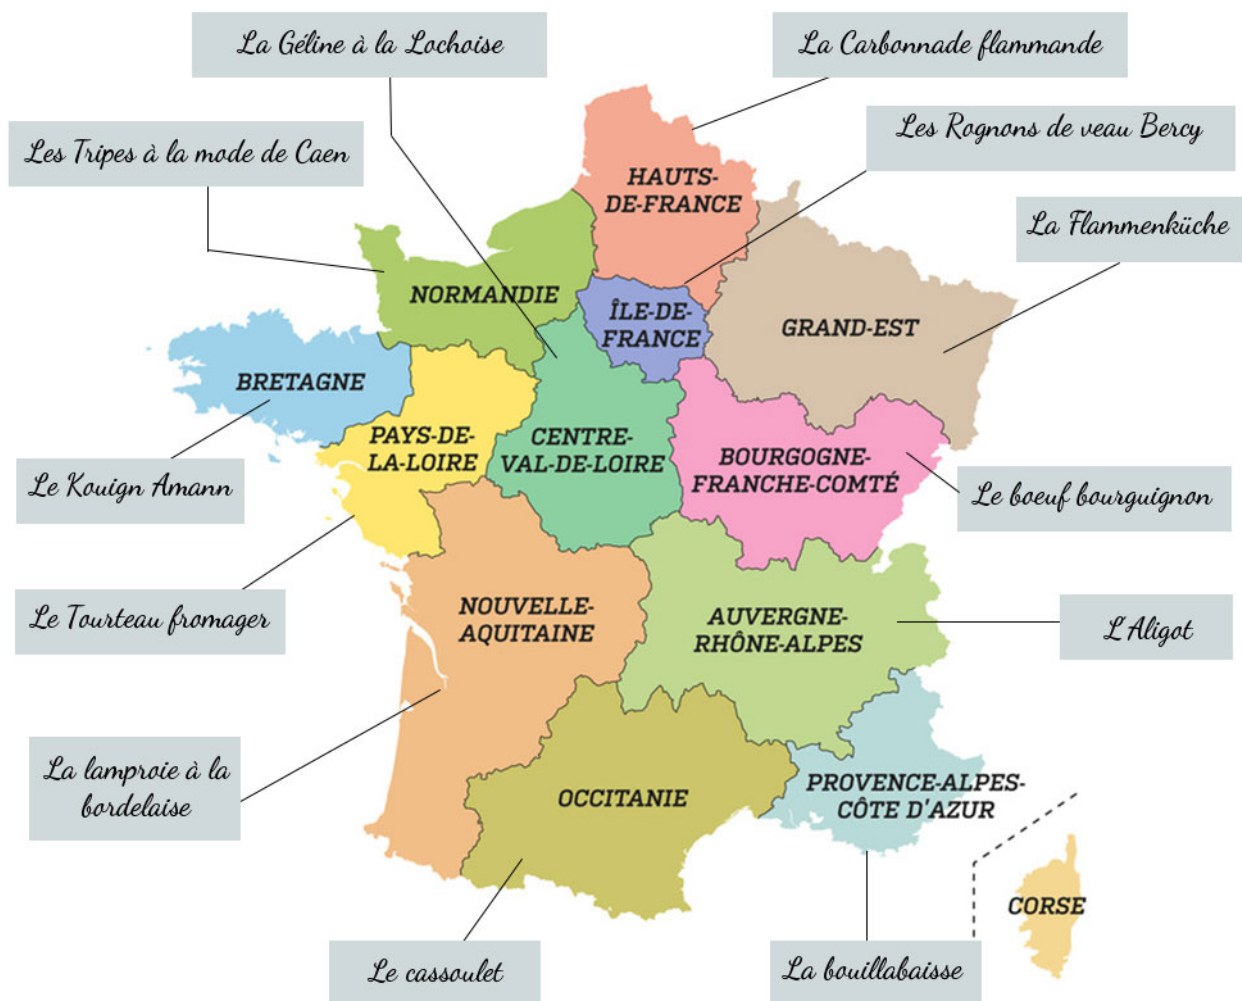 La Géline à la Lochoise
La Carbonnade flammande
Les Rognons de veau Bercy
Les Tripes à la mode de Caen
HAUTS-
DE-FRANCE
La Flammenküche
NORMANDIE
ÎLE-DE-
FRANCE
GRAND-EST
BRETAGNE
PAYS-DE-
LA-LOIRE
CENTRE-
VAL-DE-LOIRE
BOURGOGNE-
FRANCHE-COMTÉ
Le Kouign Amann
Le boeuf bourguignon
Le Tourteau fromager
NOUVELLE-
AQUITAINE
AUVERGNE-
RHÔNE-ALPES
L'Aligot
La lamproie à la
bordelaise
OCCITANIE
PROVENCE-ALPES-
CÔTE D'AZUR
CORSE
Le cassoulet
La bouillabaisse